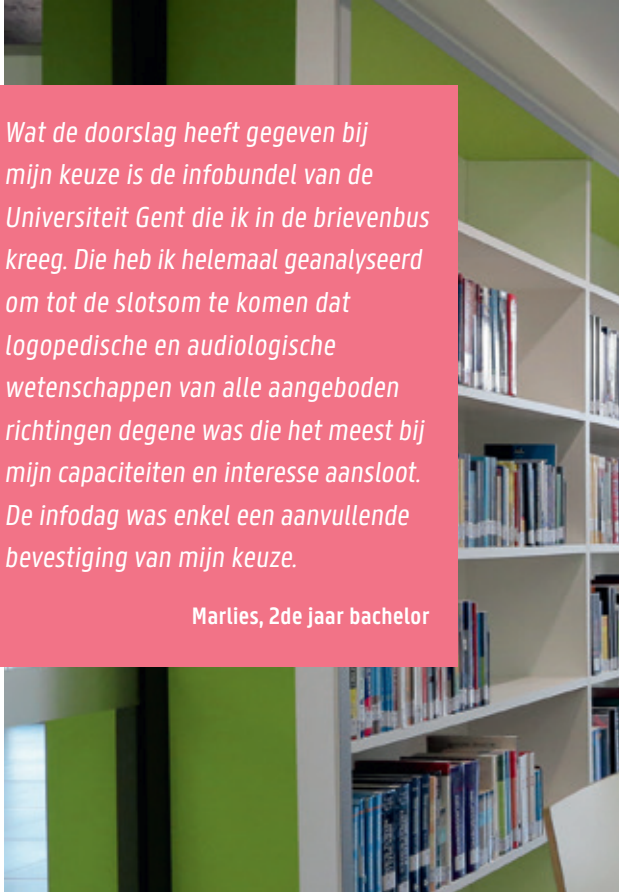 Wat de doorslag heeft gegeven bij
mijn keuze is de infobundel van de
Universiteit Gent die ik in de brievenbus
kreeg. Die heb ik helemaal geanalyseerd
om tot de slotsom te komen dat
logopedische en audiologische
wetenschappen van alle aangeboden
richtingen degene was die het meest bij
mijn capaciteiten en interesse aansloot.
De infodag was enkel een aanvullende
bevestiging van mijn keuze.
Marlies, 2de jaar bachelor